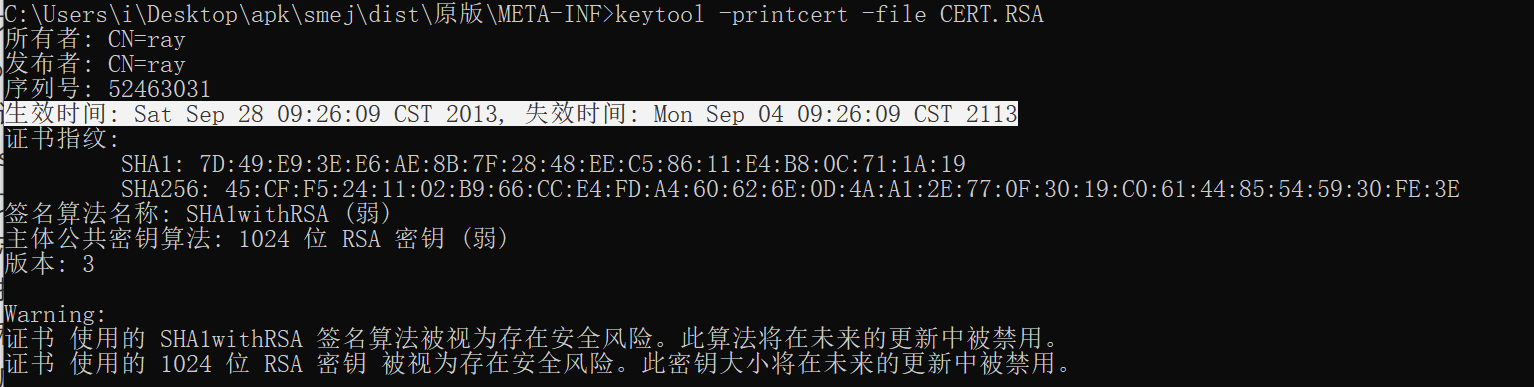 C:\Users\i\Desktop\apk\smej\dist\原版\META-INF>keytool -printcert -file CERT.RSA
所有者: CN=ray
发布者: CN=ray
序列号: 52463031
生效时间: Sat Sep 28 09:26:09 CST 2013, 失效时间: Mon Sep 04 09:26:09 CST 2113
证书指纹:
SHA1: 7D:49:E9:3E:E6:AE:8B:7F:28:48:EE:C5:86:11:E4:B8:0C:71:1A:19
SHA256: 45:CF:F5:24:11:02:B9:66:CC:E4:FD:A4:60:62:6E:0D:4A:A1:2E:77:0F:30:19:C0:61:44:85:54:59:30:FE:3E
签名算法名称: SHA1withRSA (弱)
主体公共密钥算法: 1024 位 RSA 密钥 (弱)
版本: 3
Warning:
证书 使用的 SHA1withRSA 签名算法被视为存在安全风险。此算法将在未来的更新中被禁用。
证书 使用的 1024 位 RSA 密钥 被视为存在安全风险。此密钥大小将在未来的更新中被禁用。